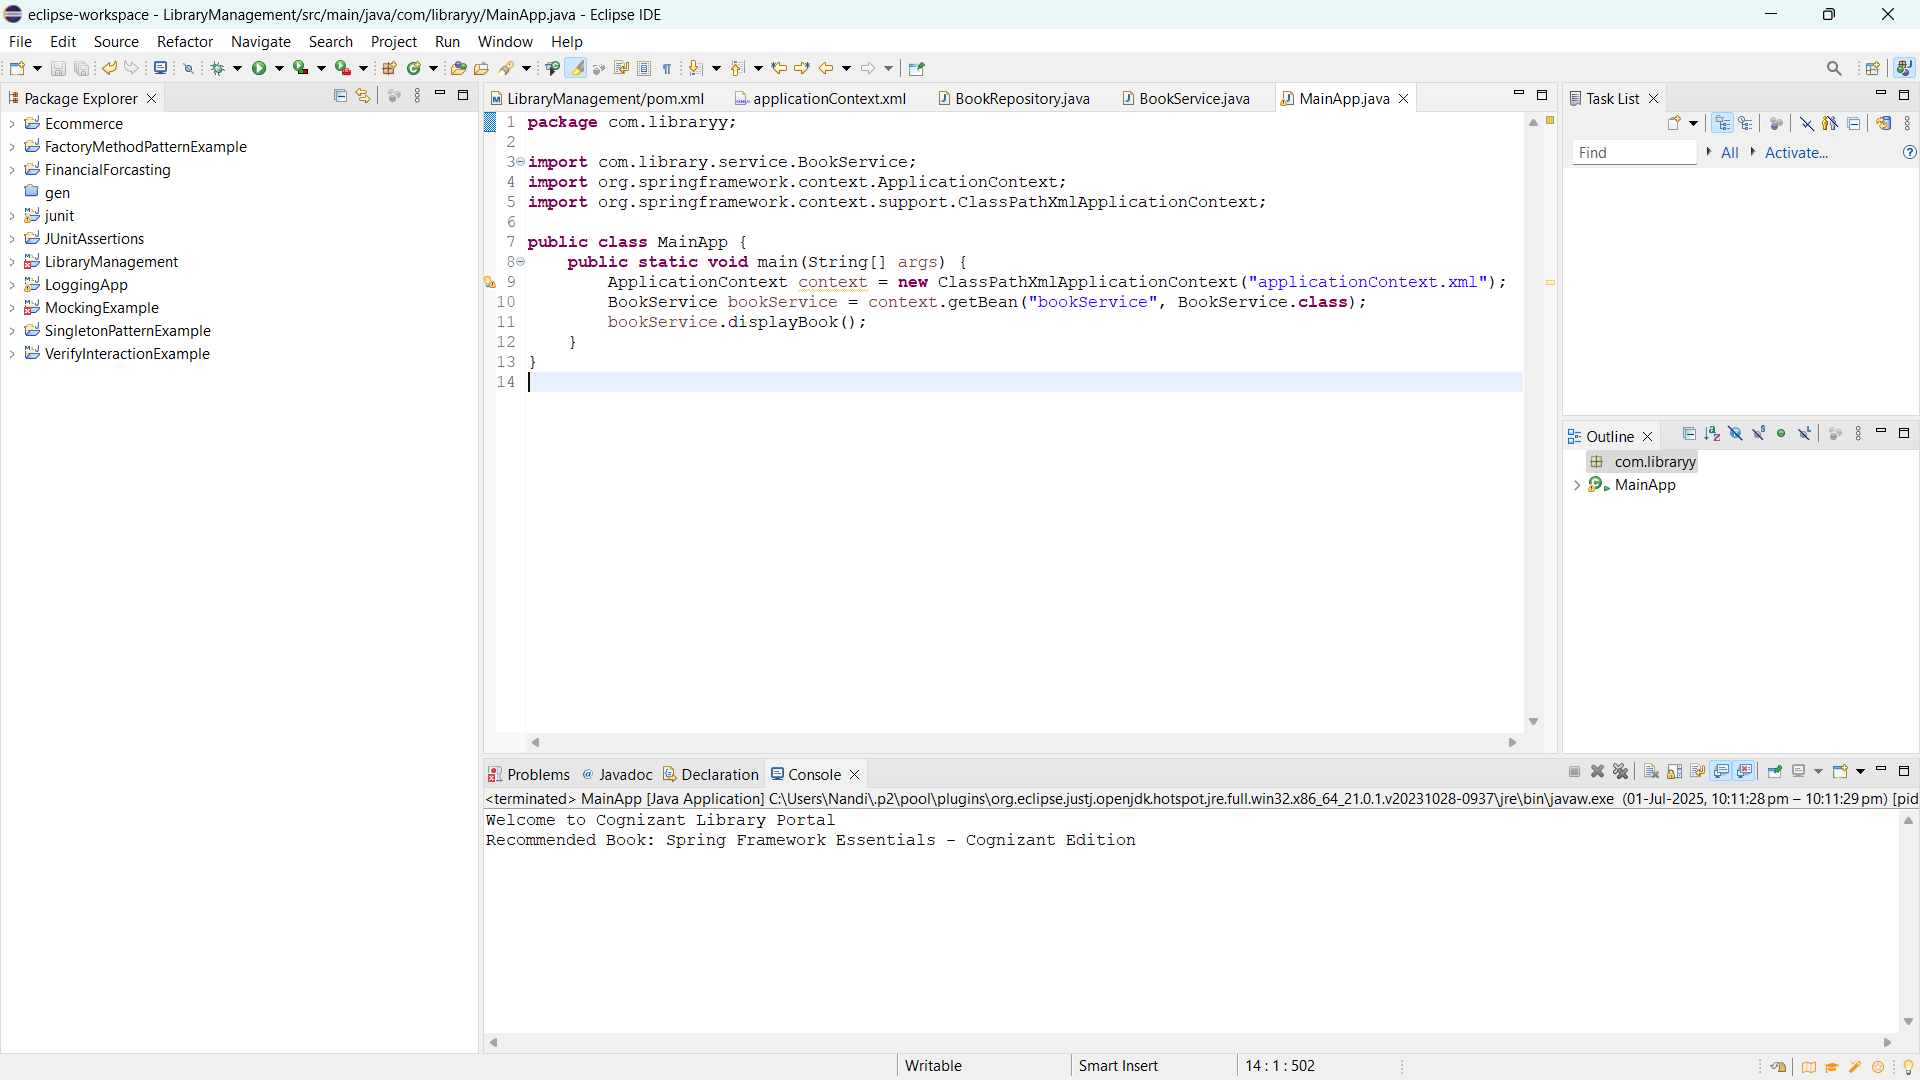 eclipse-workspace - LibraryManagement/src/main/java/com/libraryy/MainApp.java - Eclipse IDE
File Edit Source Refactor Navigate Search Project Run Window Help
Package Explorer
Ecommerce
FactoryMethodPatternExample
FinancialForcasting
gen
junit
JUnitAssertions
LibraryManagement
LoggingApp
MockingExample
SingletonPatternExample
VerifyInteractionExample
LibraryManagement/pom.xml applicationContext.xml BookRepository.java BookService.java MainApp.java
1 package com.libraryy;
2
3 import com.library.service.BookService;
4 import org.springframework.context.ApplicationContext;
5 import org.springframework.context.support.ClassPathXmlApplicationContext;
6
7 public class MainApp {
8 public static void main(String[] args) {
9 ApplicationContext context = new ClassPathXmlApplicationContext("applicationContext.xml");
10 BookService bookService = context.getBean("bookService", BookService.class);
11 bookService.displayBook();
12 }
13 }
14
Task List
Find All Activate...
Outline
com.libraryy
MainApp
Problems Javadoc Declaration Console
<terminated> MainApp [Java Application] C:\Users\Nandi\.p2\pool\plugins\org.eclipse.justj.openjdk.hotspot.jre.full.win32.x86_64_21.0.1.v20231028-0937\jre\bin\javaw.exe (01-Jul-2025, 10:11:28 pm – 10:11:29 pm) [pid
Welcome to Cognizant Library Portal
Recommended Book: Spring Framework Essentials - Cognizant Edition
Writable Smart Insert 14 : 1 : 502